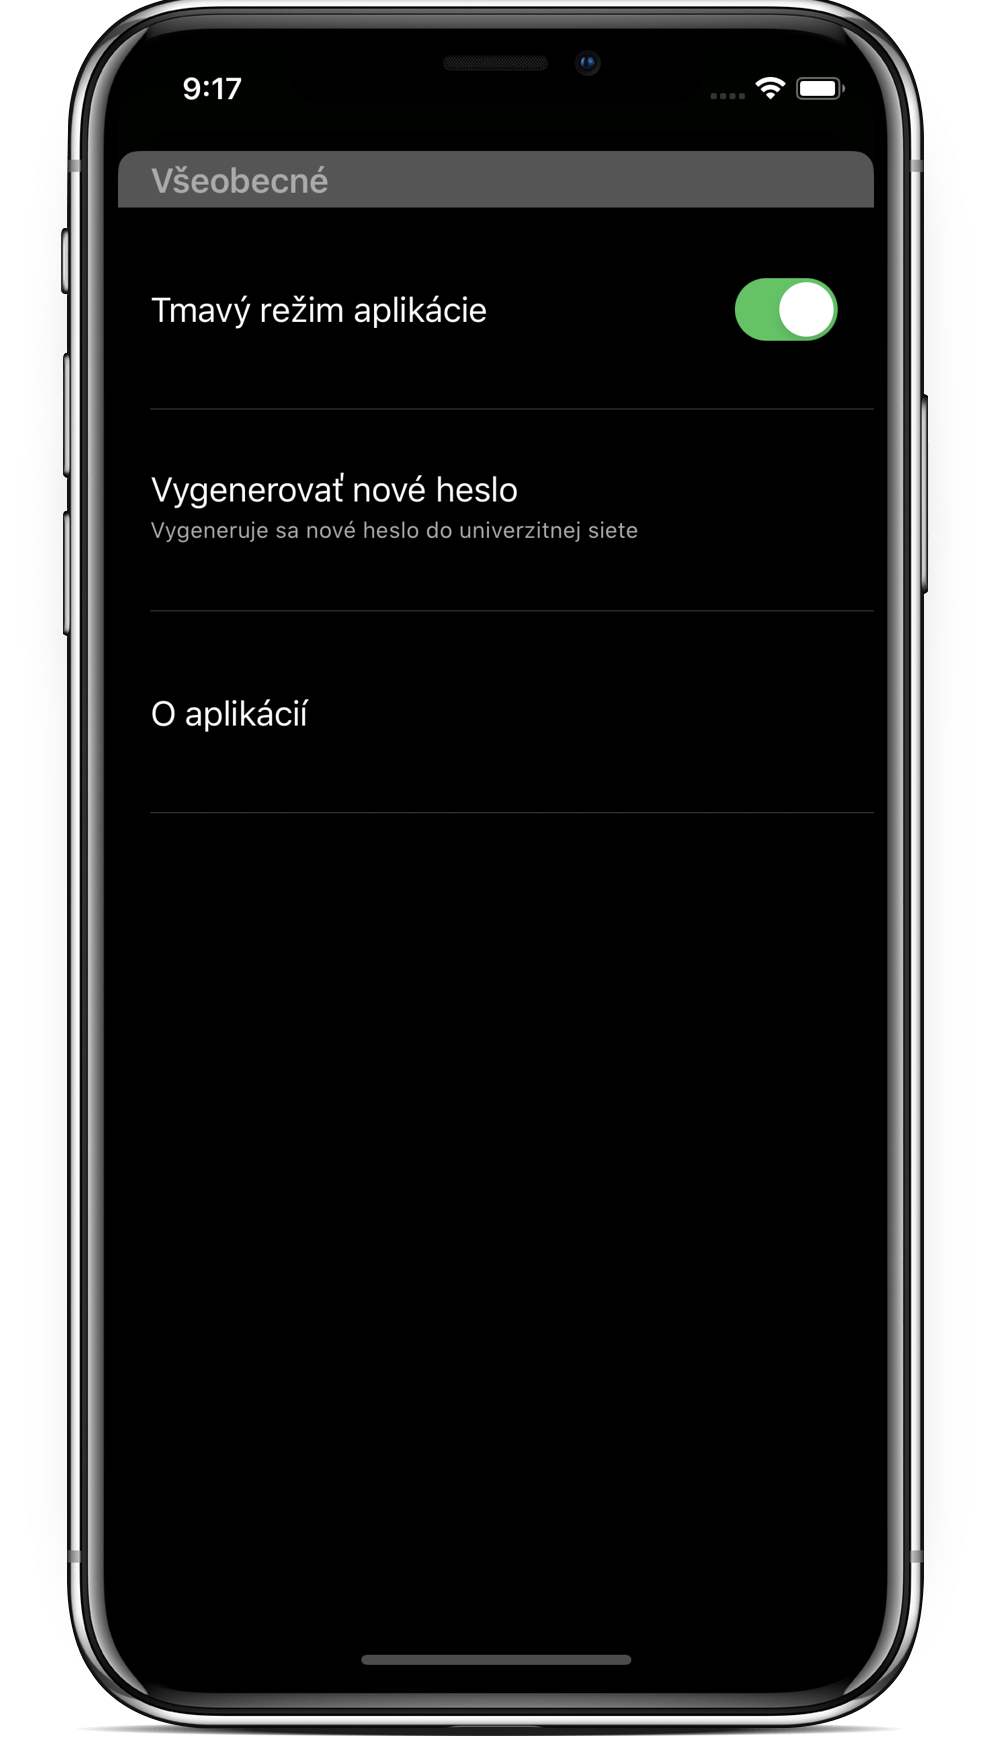 9:17
Všeobecné
Tmavý režim aplikácie
Vygenerovať nové heslo
Vygeneruje sa nové heslo do univerzitnej siete
O aplikácií